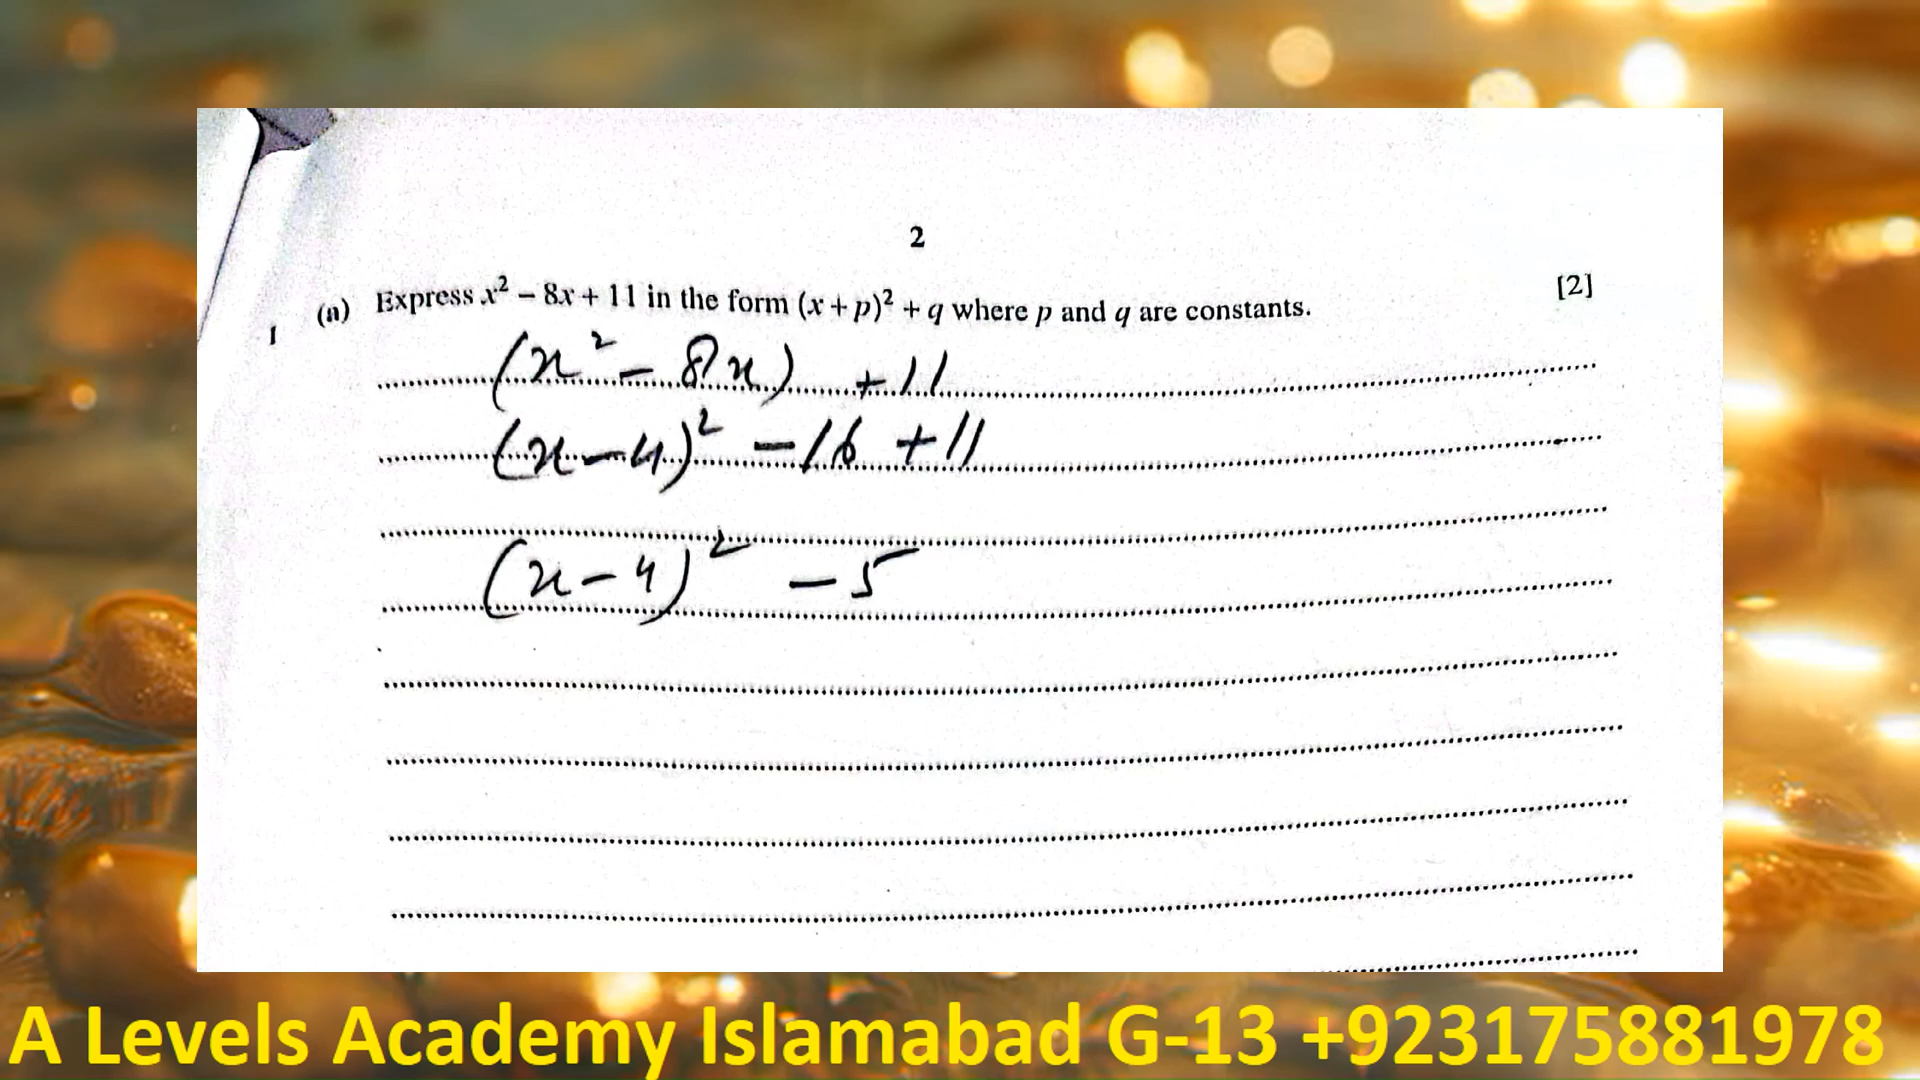 2
1 (a) Express x² – 8x + 11 in the form (x + p)² + q where p and q are constants. [2]
(x² – 8x) +11
(x – 4)² – 16 + 11
(x – 4)² – 5
A Levels Academy Islamabad G-13 +923175881978